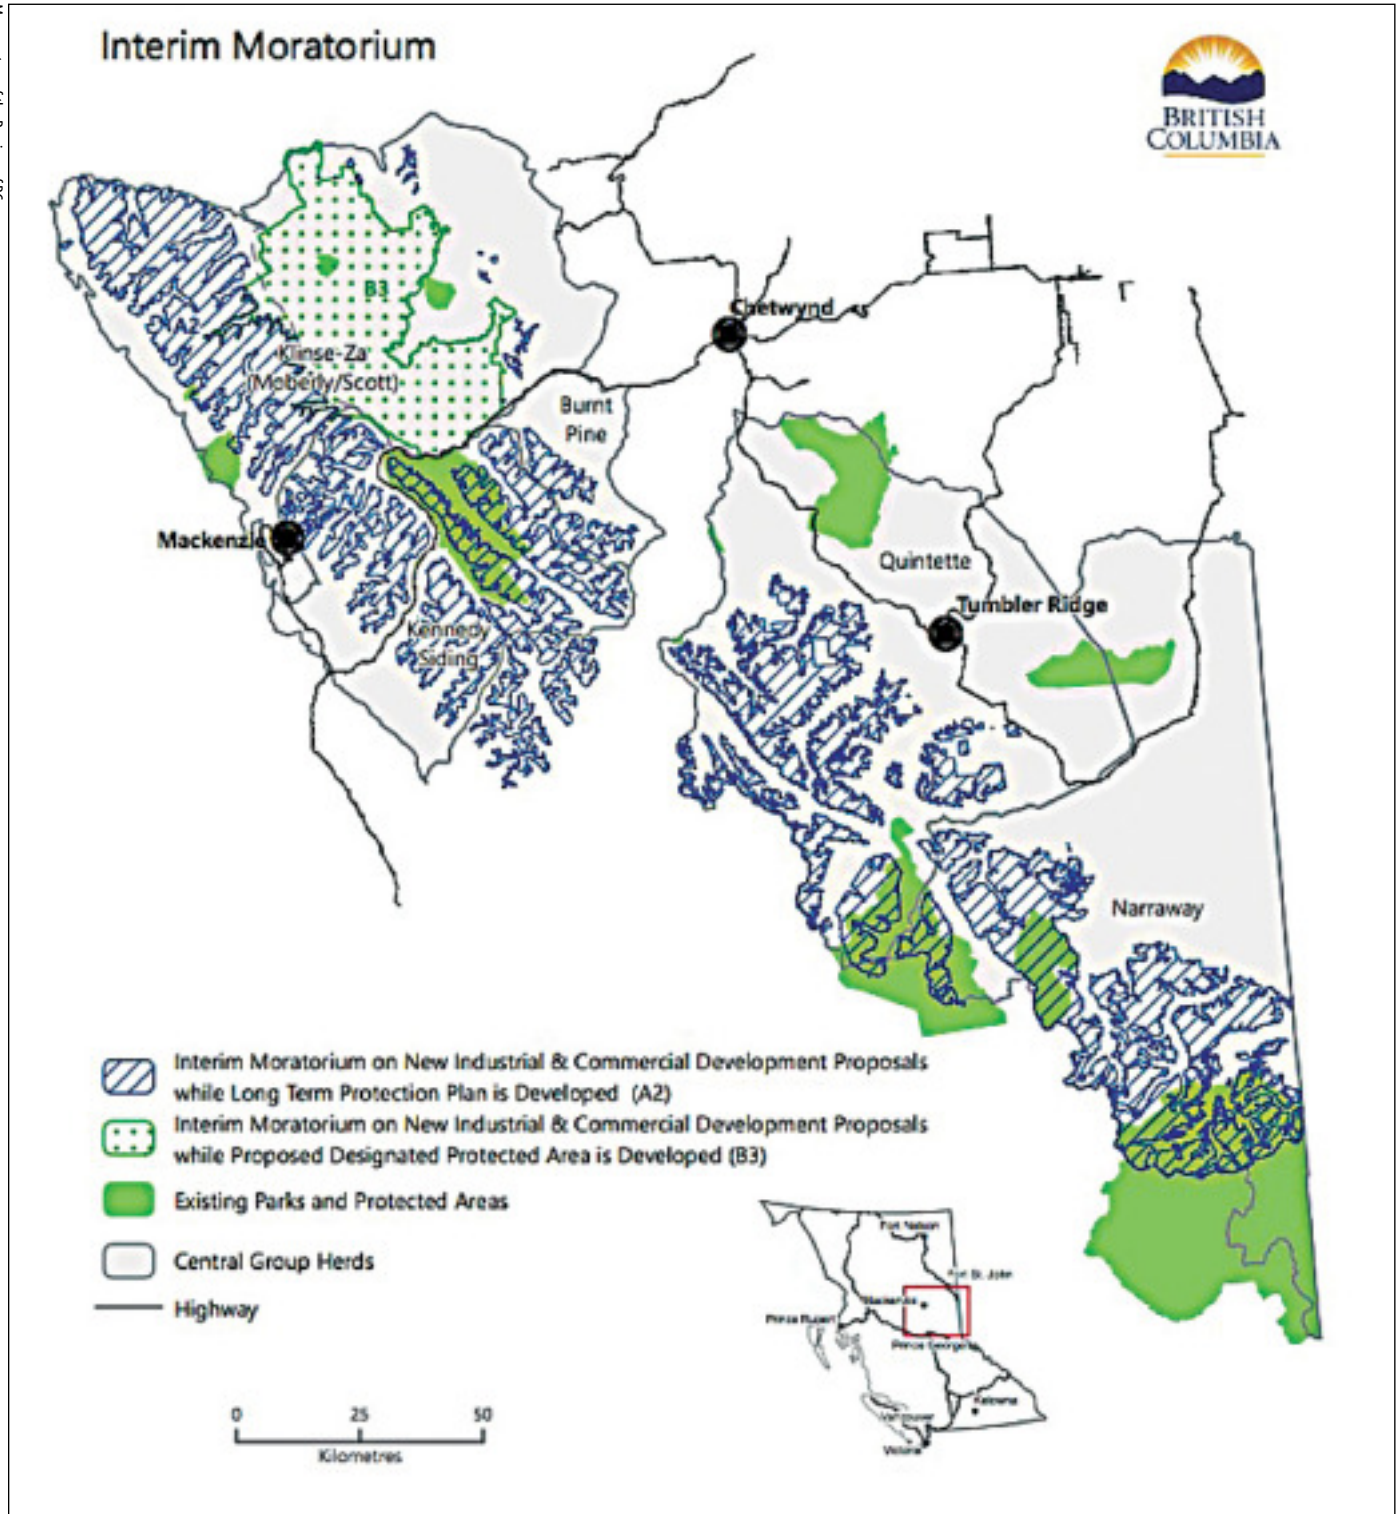 Interim Moratorium
BRITISH
COLUMBIA
Chetwynd
B3
A2
Klinse-Za
(Moberly/Scott)
Burnt
Pine
Mackenzie
Quintette
Tumbler Ridge
Kennedy
Siding
Narraway
Interim Moratorium on New Industrial & Commercial Development Proposals
while Long Term Protection Plan is Developed (A2)
Interim Moratorium on New Industrial & Commercial Development Proposals
while Proposed Designated Protected Area is Developed (B3)
Existing Parks and Protected Areas
Central Group Herds
Highway
Fort Nelson
Fort St. John
Mackenzie
Prince Rupert
Prince George
Kelowna
Vancouver
Victoria
0 25 50
Kilometres